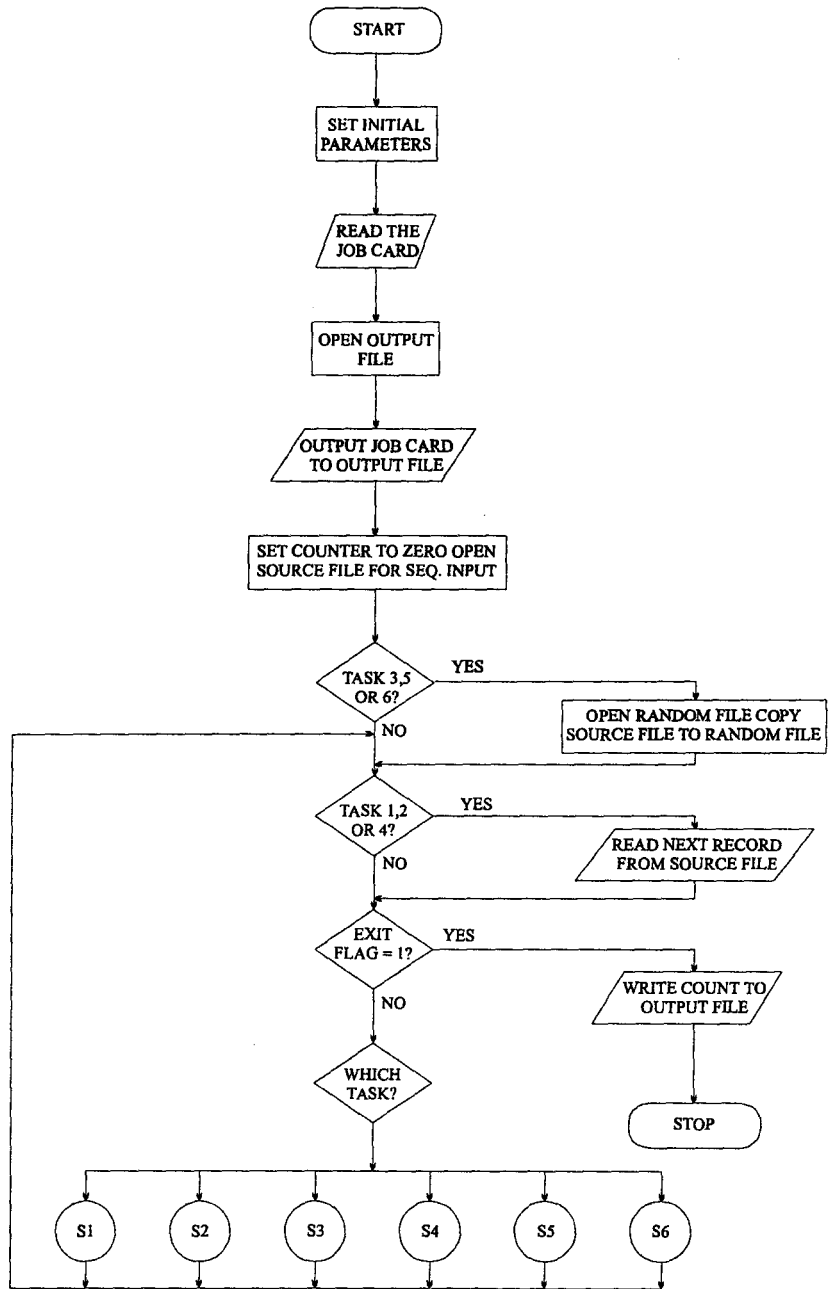 START
SET INITIAL
PARAMETERS
READ THE
JOB CARD
OPEN OUTPUT
FILE
OUTPUT JOB CARD
TO OUTPUT FILE
SET COUNTER TO ZERO OPEN
SOURCE FILE FOR SEQ. INPUT
TASK 3,5
OR 6?
YES
NO
OPEN RANDOM FILE COPY
SOURCE FILE TO RANDOM FILE
TASK 1,2
OR 4?
YES
NO
READ NEXT RECORD
FROM SOURCE FILE
EXIT
FLAG = 1?
YES
NO
WRITE COUNT TO
OUTPUT FILE
WHICH
TASK?
STOP
S1
S2
S3
S4
S5
S6